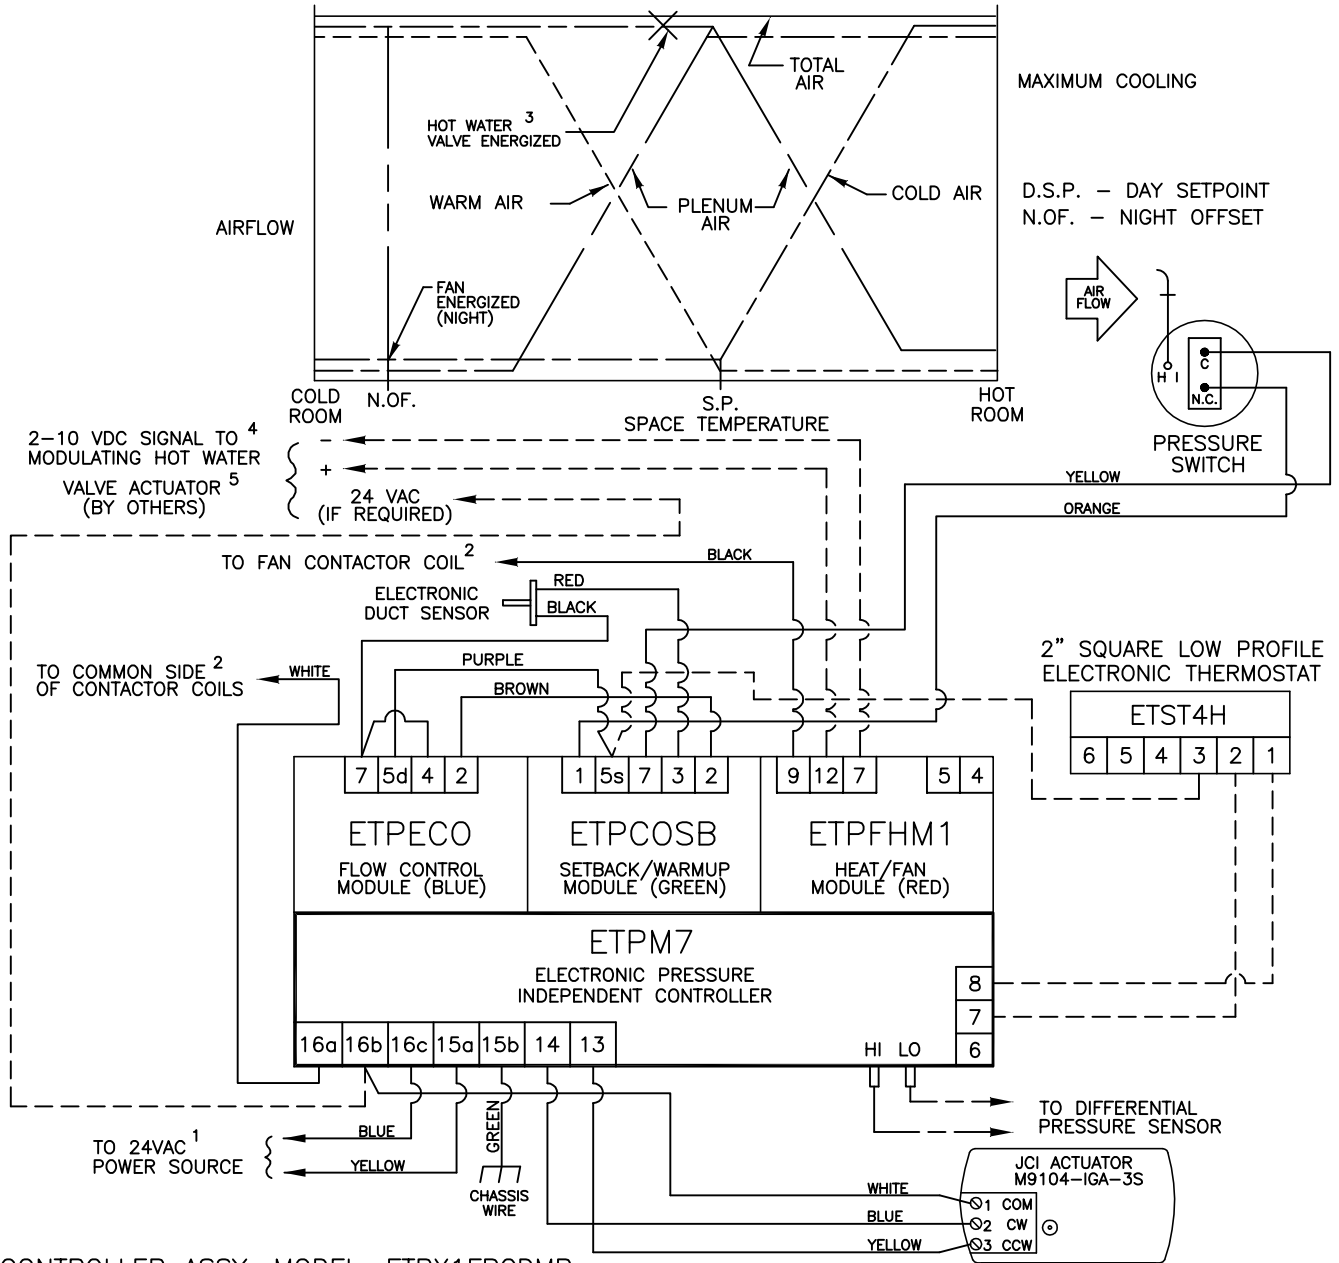 TOTAL
AIR
MAXIMUM COOLING
HOT WATER 3
VALVE ENERGIZED
WARM AIR
PLENUM
AIR
COLD AIR
D.S.P. – DAY SETPOINT
N.OF. – NIGHT OFFSET
AIRFLOW
FAN
ENERGIZED
(NIGHT)
AIR
FLOW
H I
C
N.C.
PRESSURE
SWITCH
COLD
ROOM
N.OF.
S.P.
HOT
ROOM
SPACE TEMPERATURE
2–10 VDC SIGNAL TO 4
MODULATING HOT WATER
VALVE ACTUATOR 5
(BY OTHERS)
–
+
24 VAC
(IF REQUIRED)
YELLOW
ORANGE
TO FAN CONTACTOR COIL 2
BLACK
ELECTRONIC
DUCT SENSOR
RED
BLACK
TO COMMON SIDE 2
OF CONTACTOR COILS
WHITE
PURPLE
BROWN
2" SQUARE LOW PROFILE
ELECTRONIC THERMOSTAT
ETST4H
6 5 4 3 2 1
7 5d 4 2
1 5s 7 3 2
9 12 7 5 4
ETPECO
FLOW CONTROL
MODULE (BLUE)
ETPCOSB
SETBACK/WARMUP
MODULE (GREEN)
ETPFHM1
HEAT/FAN
MODULE (RED)
ETPM7
ELECTRONIC PRESSURE
INDEPENDENT CONTROLLER
8
7
6
16a 16b 16c 15a 15b 14 13
HI LO
TO DIFFERENTIAL
PRESSURE SENSOR
TO 24VAC 1
POWER SOURCE
BLUE
YELLOW
GREEN
CHASSIS
WIRE
JCI ACTUATOR
M9104–IGA–3S
WHITE
BLUE
YELLOW
1 COM
2 CW
3 CCW